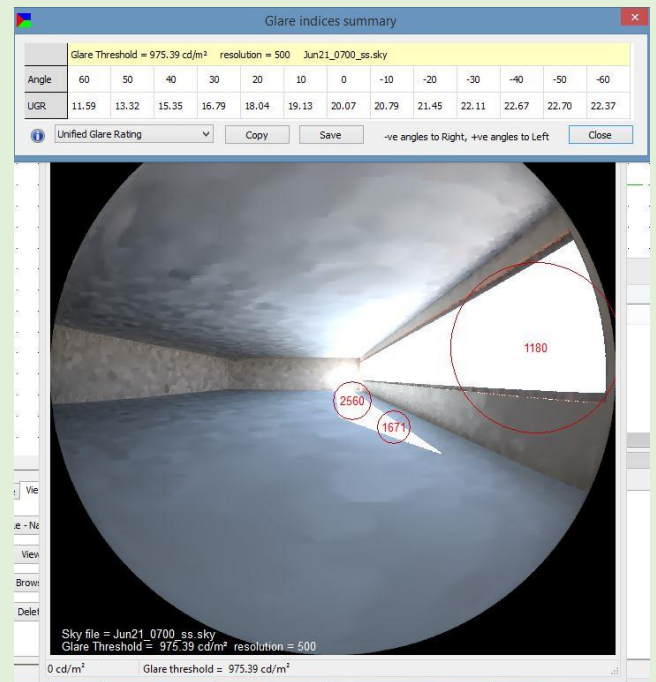 Glare indices summary
Glare Threshold = 975.39 cd/m² resolution = 500 Jun21_0700_ss.sky
Angle 60 50 40 30 20 10 0 -10 -20 -30 -40 -50 -60
UGR 11.59 13.32 15.35 16.79 18.04 19.13 20.07 20.79 21.45 22.11 22.67 22.70 22.37
Unified Glare Rating Copy Save -ve angles to Right, +ve angles to Left Close
1180
2560
1671
Vie
e - Na
View
Brows
Delet
Sky file = Jun21_0700_ss.sky
Glare Threshold = 975.39 cd/m² resolution = 500
0 cd/m² Glare threshold = 975.39 cd/m²